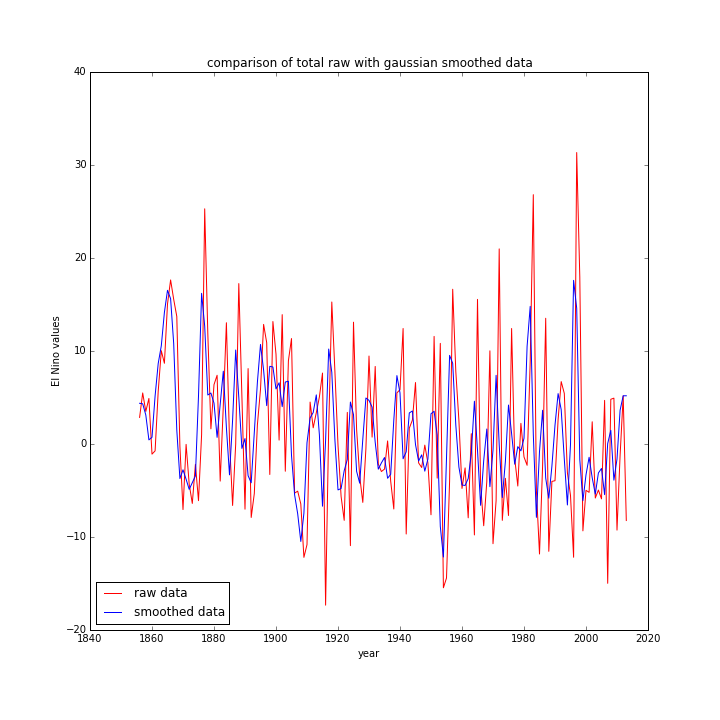 comparison of total raw with gaussian smoothed data
40
30
20
10
0
−10
−20
El Nino values
raw data
smoothed data
1840 1860 1880 1900 1920 1940 1960 1980 2000 2020
year